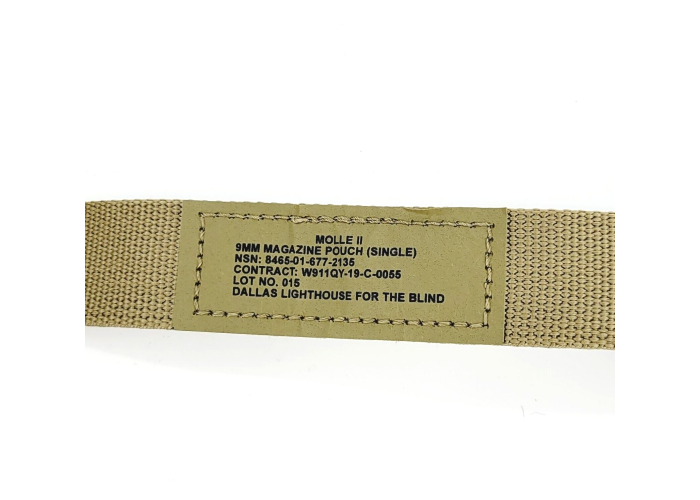 MOLLE II
9MM MAGAZINE POUCH (SINGLE)
NSN: 8465-01-677-2135
CONTRACT: W911QY-19-C-0055
LOT NO. 015
DALLAS LIGHTHOUSE FOR THE BLIND